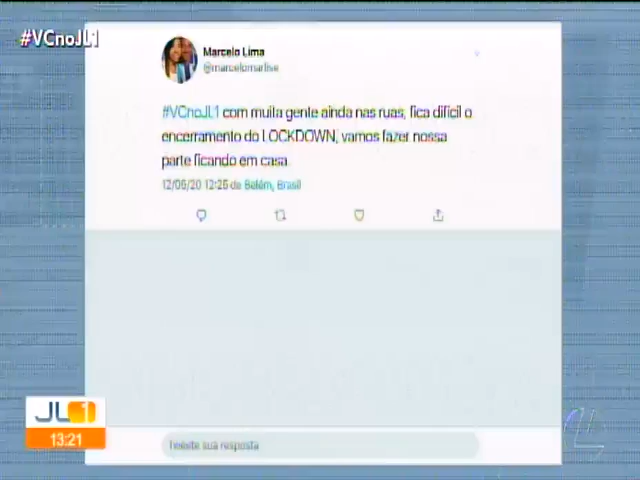 #VCnoJL1
Marcelo Lima
@marcelomarlive
#VCnoJL1 com muita gente ainda nas ruas, fica difícil o
encerramento do LOCKDOWN, vamos fazer nossa
parte ficando em casa.
12/05/20 12:25 de Belém, Brasil
JL1
13:21
Tweete sua resposta